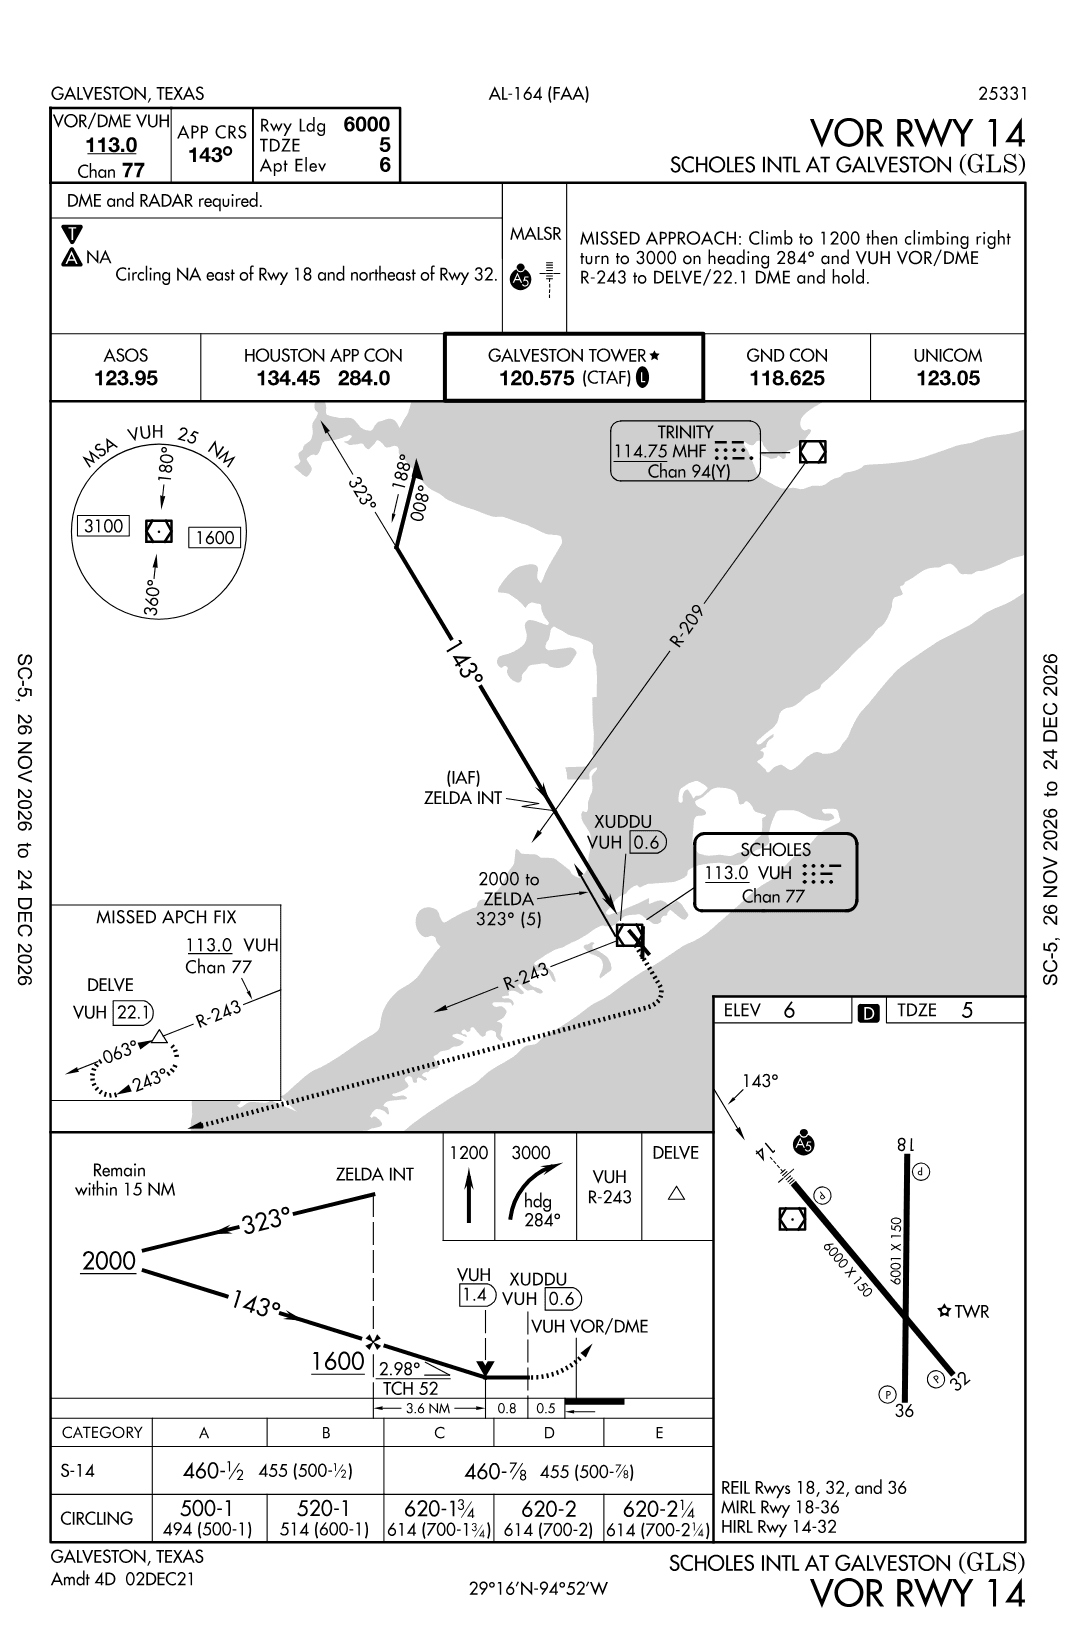 GALVESTON, TEXAS
AL-164 (FAA)
25331
VOR/DME VUH
113.0
Chan 77
APP CRS
143°
Rwy Ldg 6000
TDZE 5
Apt Elev 6
VOR RWY 14
SCHOLES INTL AT GALVESTON (GLS)
DME and RADAR required.
T
A NA
Circling NA east of Rwy 18 and northeast of Rwy 32.
MALSR
A5
MISSED APPROACH: Climb to 1200 then climbing right
turn to 3000 on heading 284° and VUH VOR/DME
R-243 to DELVE/22.1 DME and hold.
ASOS
123.95
HOUSTON APP CON
134.45 284.0
GALVESTON TOWER★
120.575 (CTAF) L
GND CON
118.625
UNICOM
123.05
MSA VUH 25 NM
180°
3100
1600
360°
323°
188°
008°
TRINITY
114.75 MHF
Chan 94(Y)
R-209
143°
(IAF)
ZELDA INT
XUDDU
VUH 0.6
SCHOLES
113.0 VUH
Chan 77
2000 to
ZELDA
323° (5)
R-243
MISSED APCH FIX
113.0 VUH
Chan 77
DELVE
VUH 22.1
R-243
063°
243°
SC-5, 26 NOV 2026 to 24 DEC 2026
SC-5, 26 NOV 2026 to 24 DEC 2026
ELEV 6
D
TDZE 5
143°
14
A5
18
P
P
6000 X 150
6001 X 150
TWR
P
P
32
36
REIL Rwys 18, 32, and 36
MIRL Rwy 18-36
HIRL Rwy 14-32
Remain
within 15 NM
ZELDA INT
323°
2000
143°
1600
2.98°
TCH 52
1200
3000
hdg
284°
VUH
R-243
DELVE
VUH
1.4
XUDDU
VUH 0.6
VUH VOR/DME
3.6 NM
0.8
0.5
CATEGORY A B C D E
S-14 460-½ 455 (500-½) 460-⅞ 455 (500-⅞)
CIRCLING 500-1 520-1 620-1¾ 620-2 620-2¼
494 (500-1) 514 (600-1) 614 (700-1¾) 614 (700-2) 614 (700-2¼)
GALVESTON, TEXAS
Amdt 4D 02DEC21
29°16'N-94°52'W
SCHOLES INTL AT GALVESTON (GLS)
VOR RWY 14